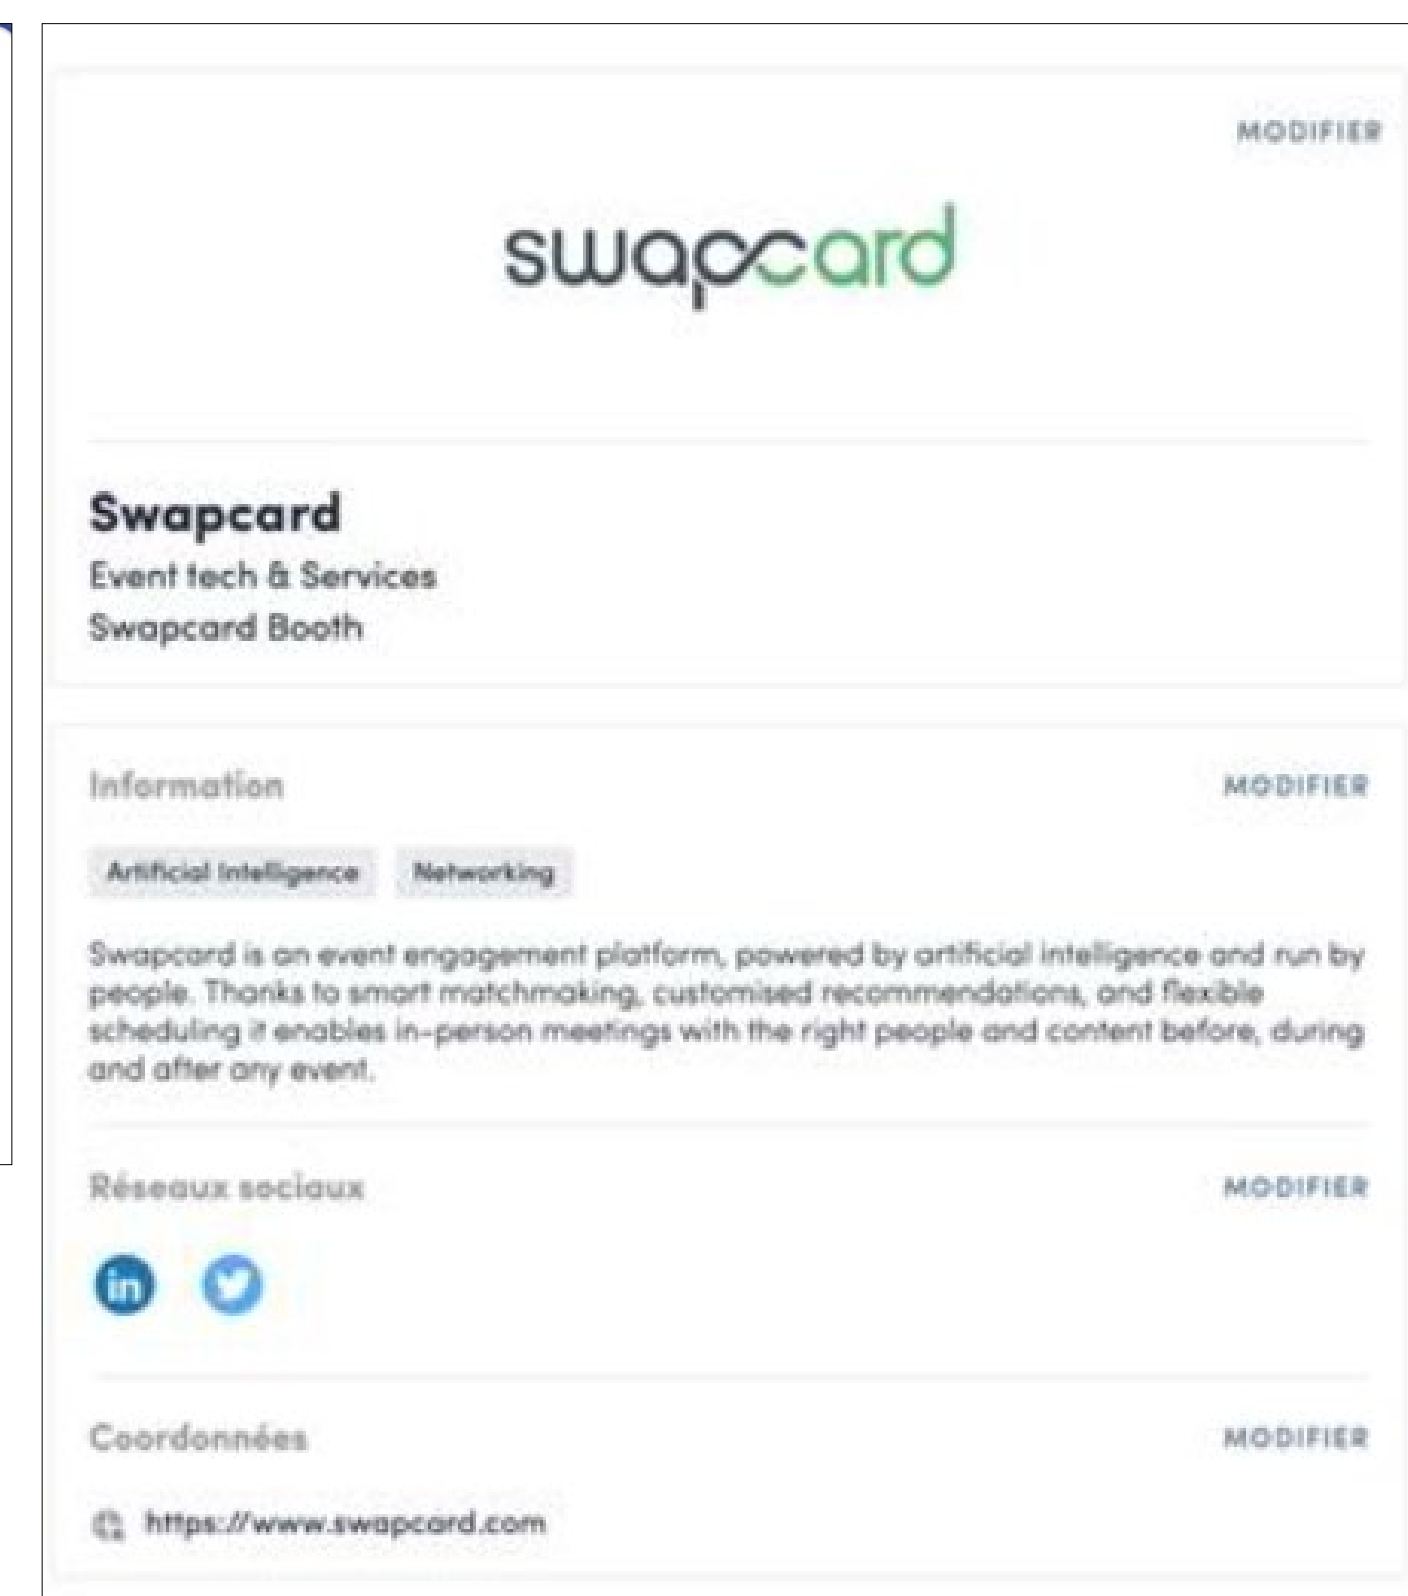 MODIFIER
swapcard
Swapcard
Event tech & Services
Swapcard Booth
Information
MODIFIER
Artificial Intelligence
Networking
Swapcard is an event engagement platform, powered by artificial intelligence and run by
people. Thanks to smart matchmaking, customised recommendations, and flexible
scheduling it enables in-person meetings with the right people and content before, during
and after any event.
Réseaux sociaux
MODIFIER
in
Coordonnées
MODIFIER
https://www.swapcard.com